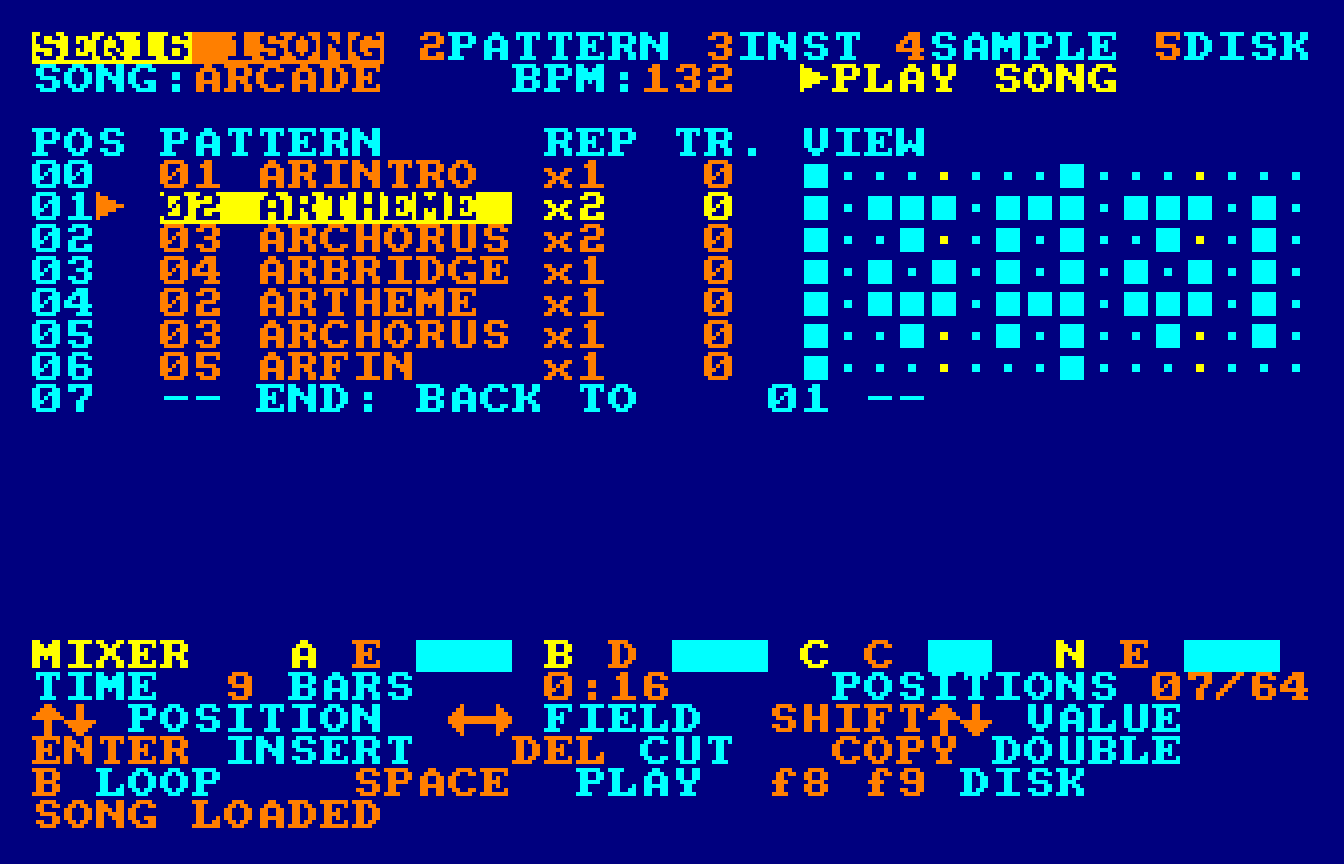 SEQ16 1SONG 2PATTERN 3INST 4SAMPLE 5DISK
SONG:ARCADE BPM:132 ►PLAY SONG
POS PATTERN REP TR. VIEW
00 01 ARINTRO x1 0
01► 02 ARTHEME x2 0
02 03 ARCHORUS x2 0
03 04 ARBRIDGE x1 0
04 02 ARTHEME x1 0
05 03 ARCHORUS x1 0
06 05 ARFIN x1 0
07 -- END: BACK TO 01 --
MIXER A E B D C C N E
TIME 9 BARS 0:16 POSITIONS 07/64
↑↓ POSITION ↔ FIELD SHIFT↑↓ VALUE
ENTER INSERT DEL CUT COPY DOUBLE
B LOOP SPACE PLAY f8 f9 DISK
SONG LOADED